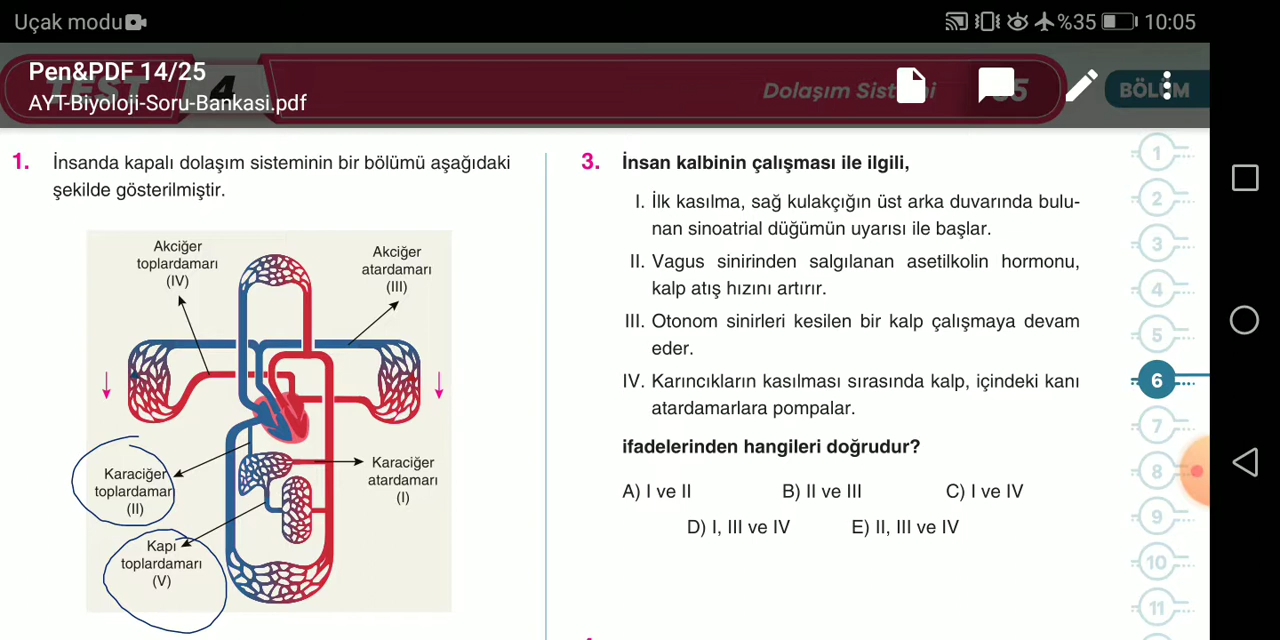 Uçak modu
%35 10:05
Pen&PDF 14/25
AYT-Biyoloji-Soru-Bankasi.pdf
TEST 4
Dolaşım Sistemi
BÖLÜM
1. İnsanda kapalı dolaşım sisteminin bir bölümü aşağıdaki
şekilde gösterilmiştir.
Akciğer
toplardamarı
(IV)
Akciğer
atardamarı
(III)
Karaciğer
toplardamarı
(II)
Karaciğer
atardamarı
(I)
Kapı
toplardamarı
(V)
3. İnsan kalbinin çalışması ile ilgili,
I. İlk kasılma, sağ kulakçığın üst arka duvarında bulu-
nan sinoatrial düğümün uyarısı ile başlar.
II. Vagus sinirinden salgılanan asetilkolin hormonu,
kalp atış hızını artırır.
III. Otonom sinirleri kesilen bir kalp çalışmaya devam
eder.
IV. Karıncıkların kasılması sırasında kalp, içindeki kanı
atardamarlara pompalar.
ifadelerinden hangileri doğrudur?
A) I ve II B) II ve III C) I ve IV
D) I, III ve IV E) II, III ve IV
1
2
3
4
5
6
7
8
9
10
11